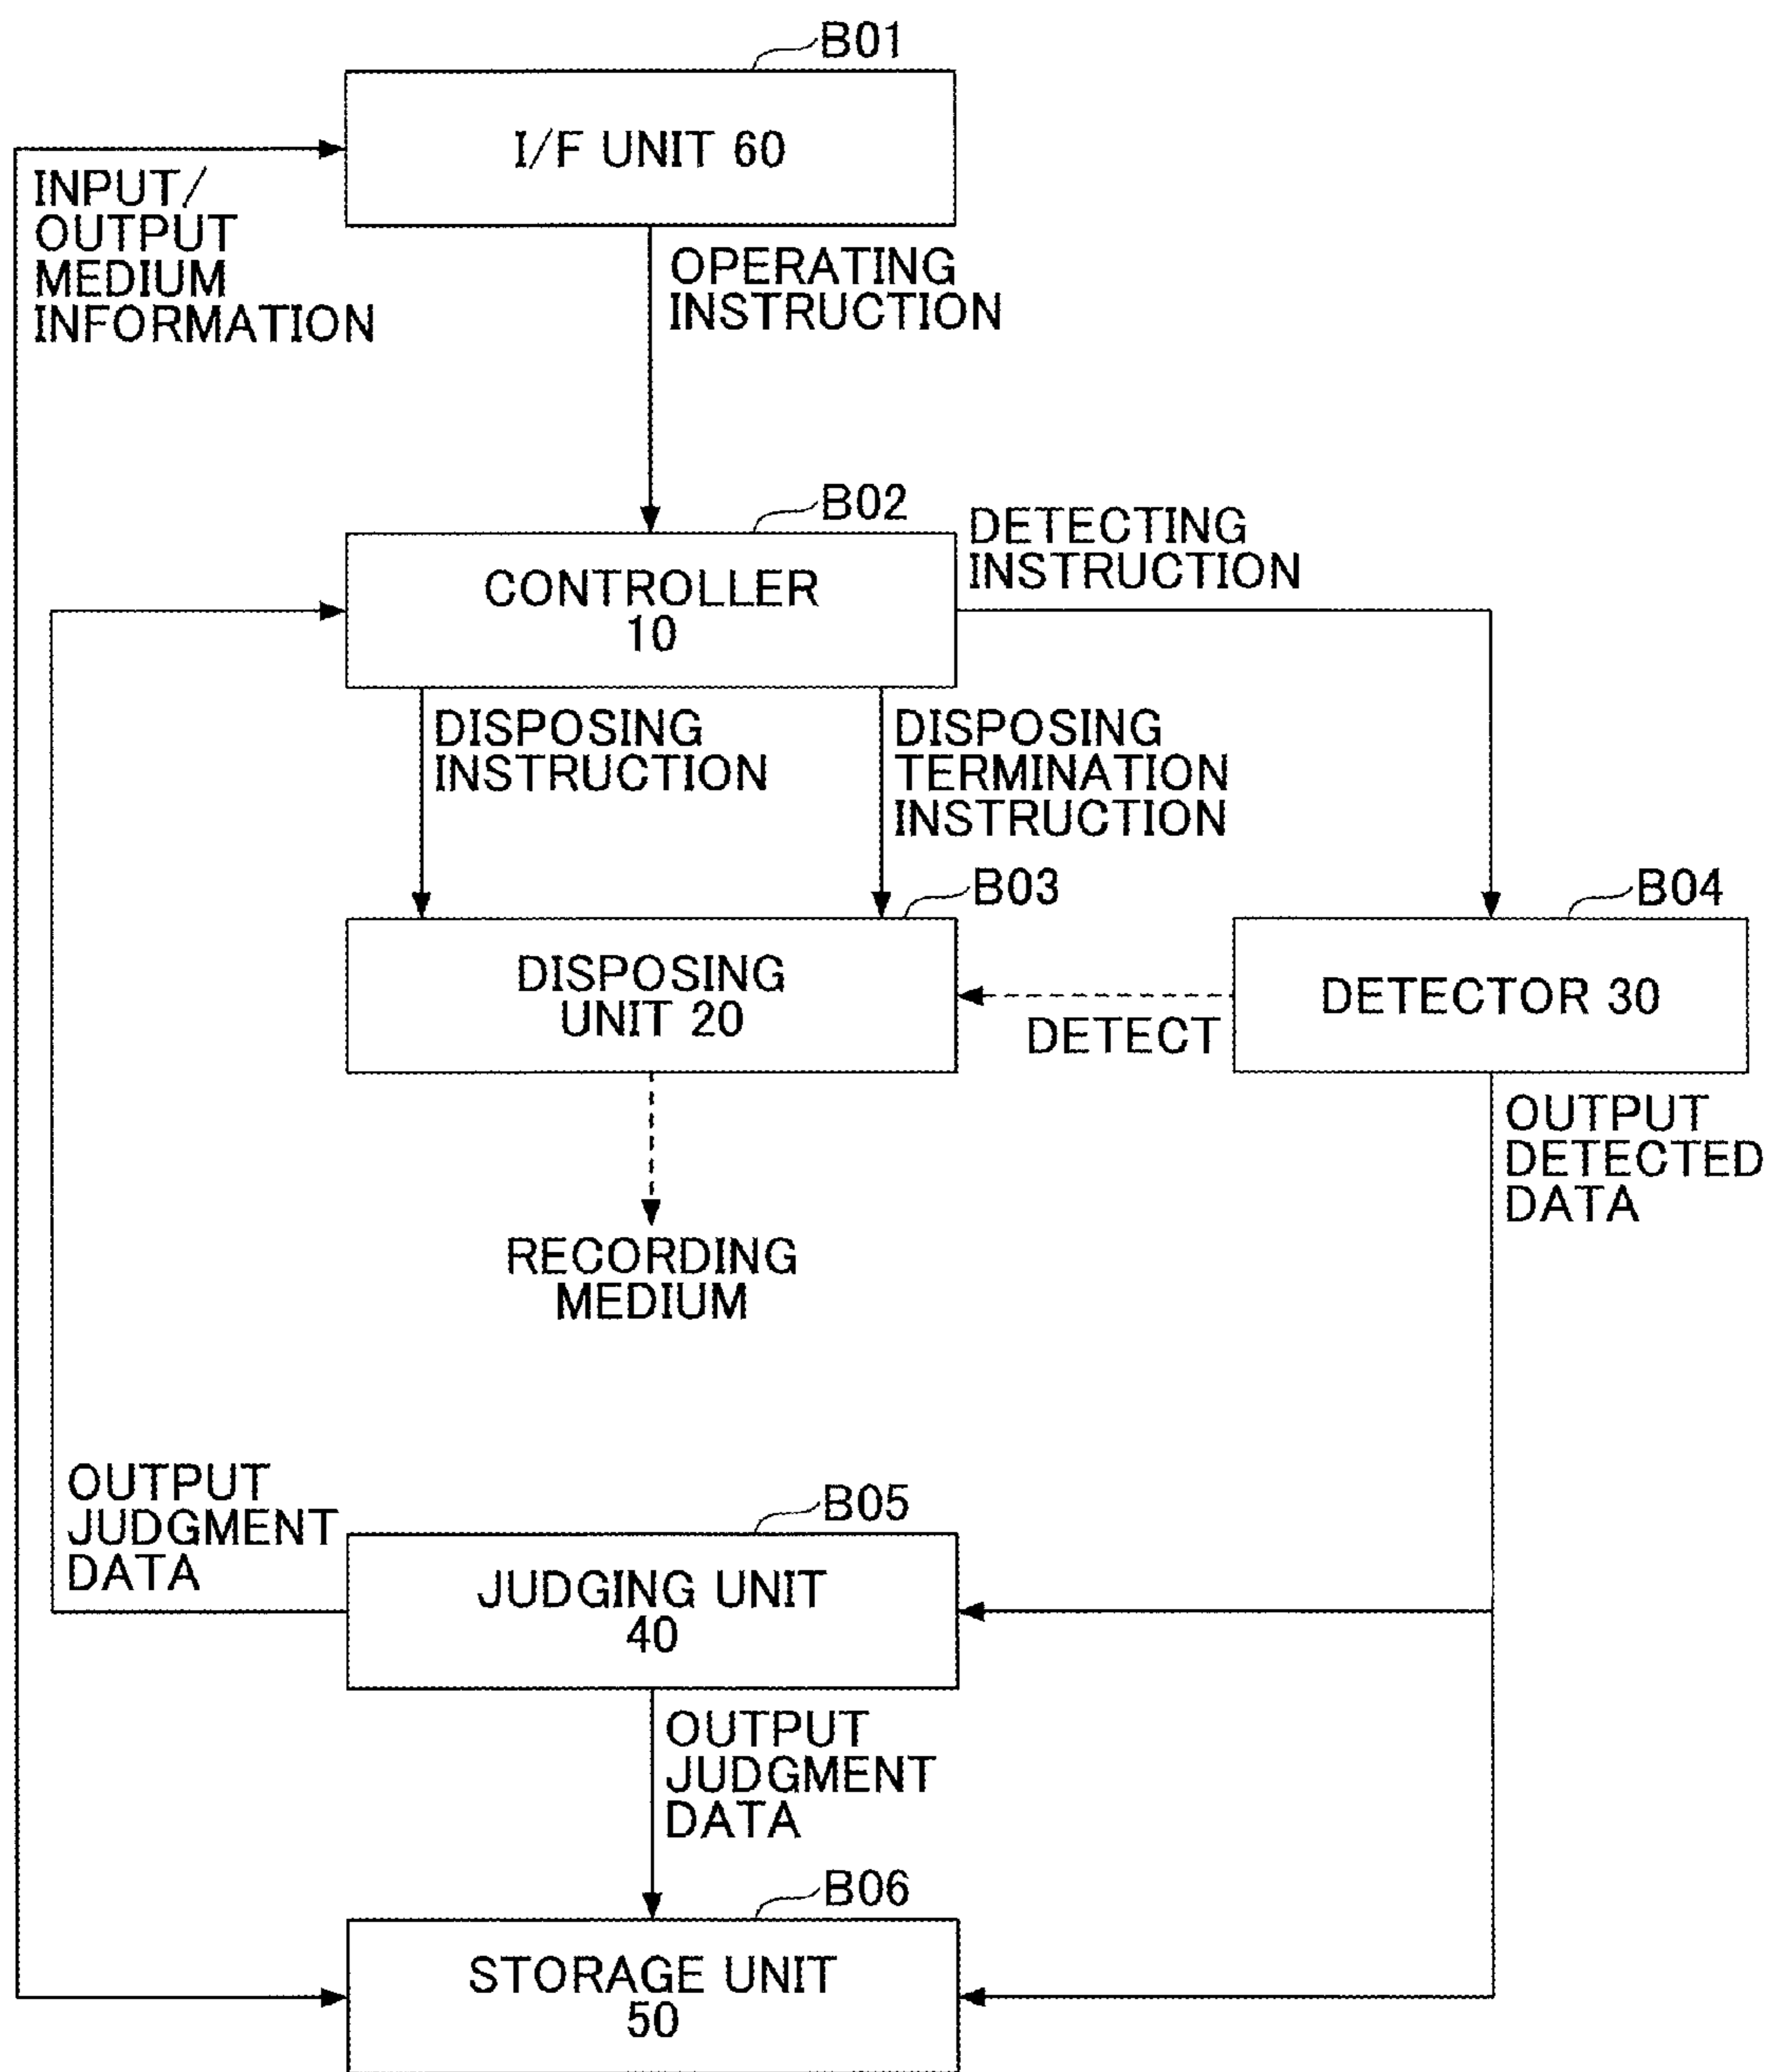 B01
I/F UNIT 60
INPUT/
OUTPUT
MEDIUM
INFORMATION
OPERATING
INSTRUCTION
B02
CONTROLLER
10
DETECTING
INSTRUCTION
DISPOSING
INSTRUCTION
DISPOSING
TERMINATION
INSTRUCTION
B03
DISPOSING
UNIT 20
B04
DETECTOR 30
DETECT
OUTPUT
DETECTED
DATA
RECORDING
MEDIUM
OUTPUT
JUDGMENT
DATA
B05
JUDGING UNIT
40
OUTPUT
JUDGMENT
DATA
B06
STORAGE UNIT
50